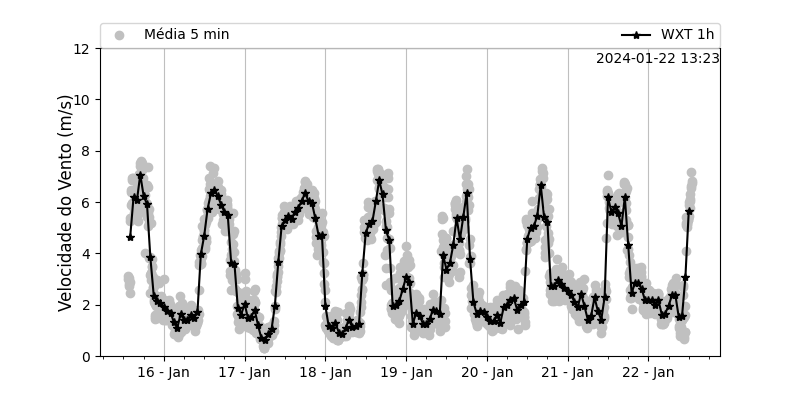 Média 5 min
WXT 1h
2024-01-22 13:23
Velocidade do Vento (m/s)
12
10
8
6
4
2
0
16 - Jan
17 - Jan
18 - Jan
19 - Jan
20 - Jan
21 - Jan
22 - Jan